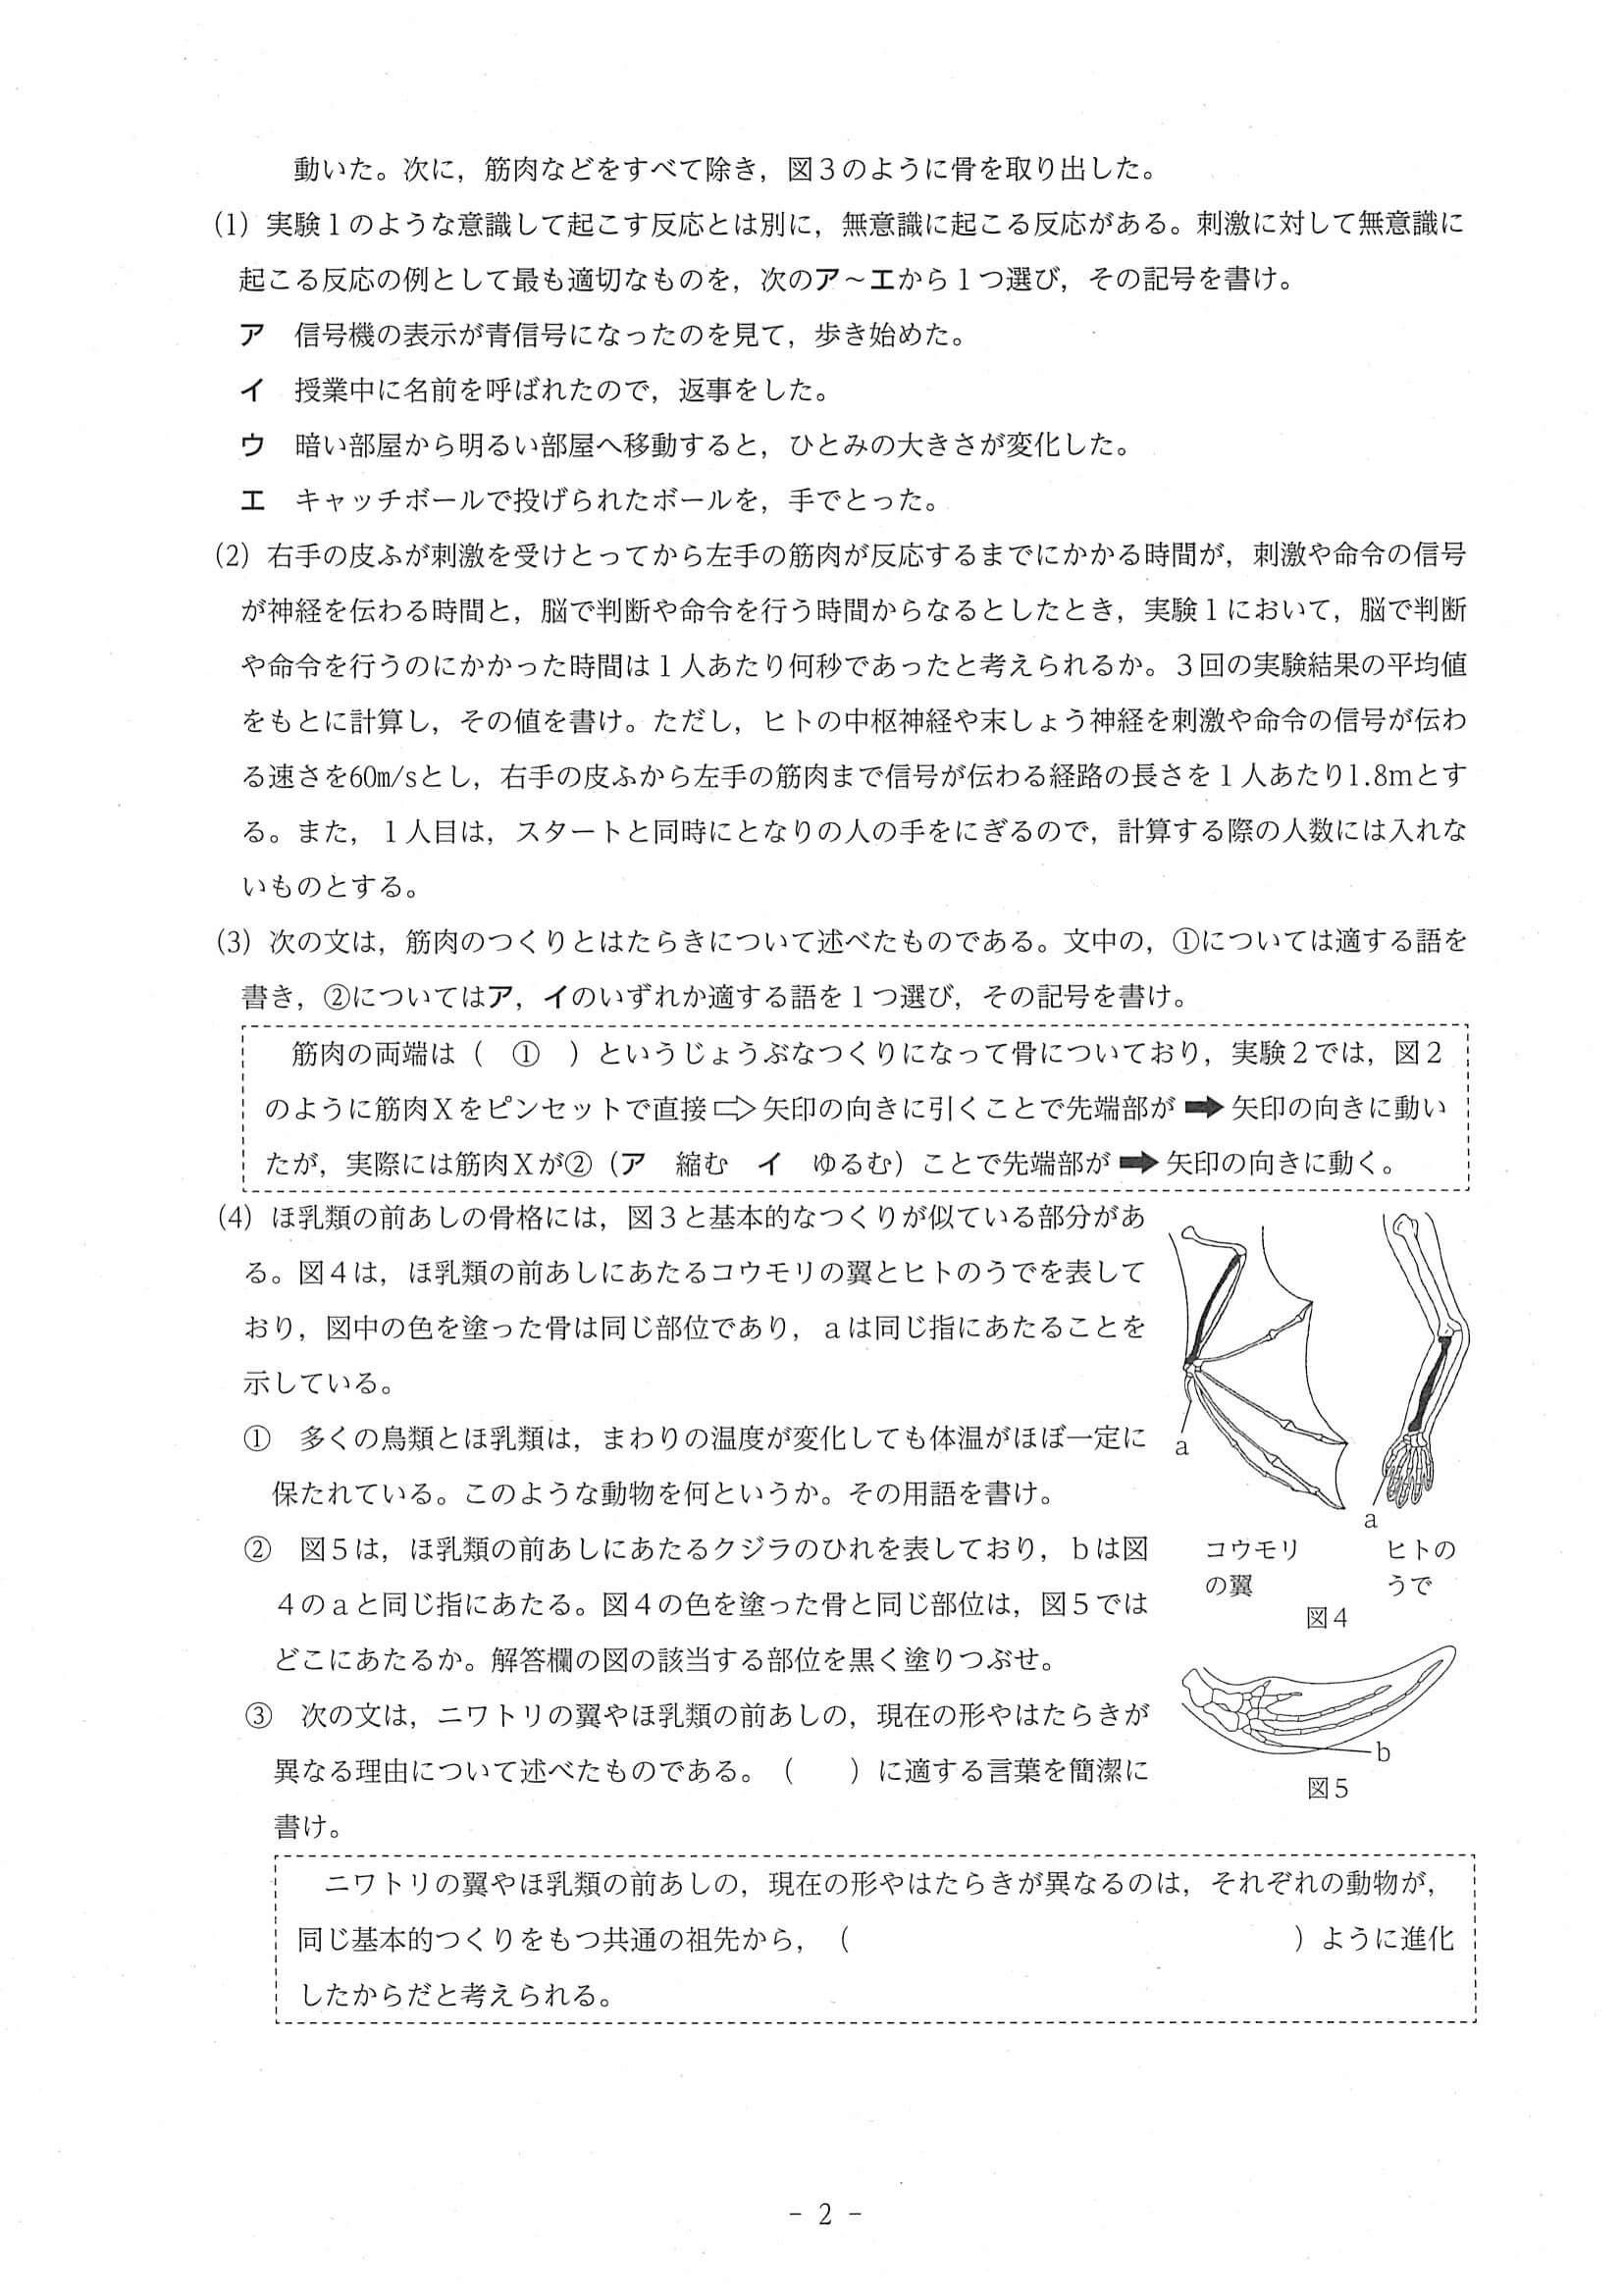 動いた。次に，筋肉などをすべて除き，図３のように骨を取り出した。
(1) 実験１のような意識して起こす反応とは別に，無意識に起こる反応がある。刺激に対して無意識に
起こる反応の例として最も適切なものを，次のア～エから１つ選び，その記号を書け。
ア　信号機の表示が青信号になったのを見て，歩き始めた。
イ　授業中に名前を呼ばれたので，返事をした。
ウ　暗い部屋から明るい部屋へ移動すると，ひとみの大きさが変化した。
エ　キャッチボールで投げられたボールを，手でとった。
(2) 右手の皮ふが刺激を受けとってから左手の筋肉が反応するまでにかかる時間が，刺激や命令の信号
が神経を伝わる時間と，脳で判断や命令を行う時間からなるとしたとき，実験１において，脳で判断
や命令を行うのにかかった時間は１人あたり何秒であったと考えられるか。３回の実験結果の平均値
をもとに計算し，その値を書け。ただし，ヒトの中枢神経や末しょう神経を刺激や命令の信号が伝わ
る速さを60m/sとし，右手の皮ふから左手の筋肉まで信号が伝わる経路の長さを１人あたり1.8mとす
る。また，１人目は，スタートと同時にとなりの人の手をにぎるので，計算する際の人数には入れな
いものとする。
(3) 次の文は，筋肉のつくりとはたらきについて述べたものである。文中の，①については適する語を
書き，②についてはア，イのいずれか適する語を１つ選び，その記号を書け。
筋肉の両端は（　①　）というじょうぶなつくりになって骨についており，実験２では，図２
のように筋肉Ｘをピンセットで直接⇨矢印の向きに引くことで先端部が➡矢印の向きに動い
たが，実際には筋肉Ｘが②（ア　縮む　イ　ゆるむ）ことで先端部が➡矢印の向きに動く。
(4) ほ乳類の前あしの骨格には，図３と基本的なつくりが似ている部分があ
る。図４は，ほ乳類の前あしにあたるコウモリの翼とヒトのうでを表して
おり，図中の色を塗った骨は同じ部位であり，ａは同じ指にあたることを
示している。
①　多くの鳥類とほ乳類は，まわりの温度が変化しても体温がほぼ一定に
保たれている。このような動物を何というか。その用語を書け。
②　図５は，ほ乳類の前あしにあたるクジラのひれを表しており，ｂは図
４のａと同じ指にあたる。図４の色を塗った骨と同じ部位は，図５では
どこにあたるか。解答欄の図の該当する部位を黒く塗りつぶせ。
③　次の文は，ニワトリの翼やほ乳類の前あしの，現在の形やはたらきが
異なる理由について述べたものである。（　　）に適する言葉を簡潔に
書け。
a
a
コウモリ
の翼
ヒトの
うで
図４
b
図５
ニワトリの翼やほ乳類の前あしの，現在の形やはたらきが異なるのは，それぞれの動物が，
同じ基本的つくりをもつ共通の祖先から，（　　　　　　　　　　　　　　　　）ように進化
したからだと考えられる。
- 2 -